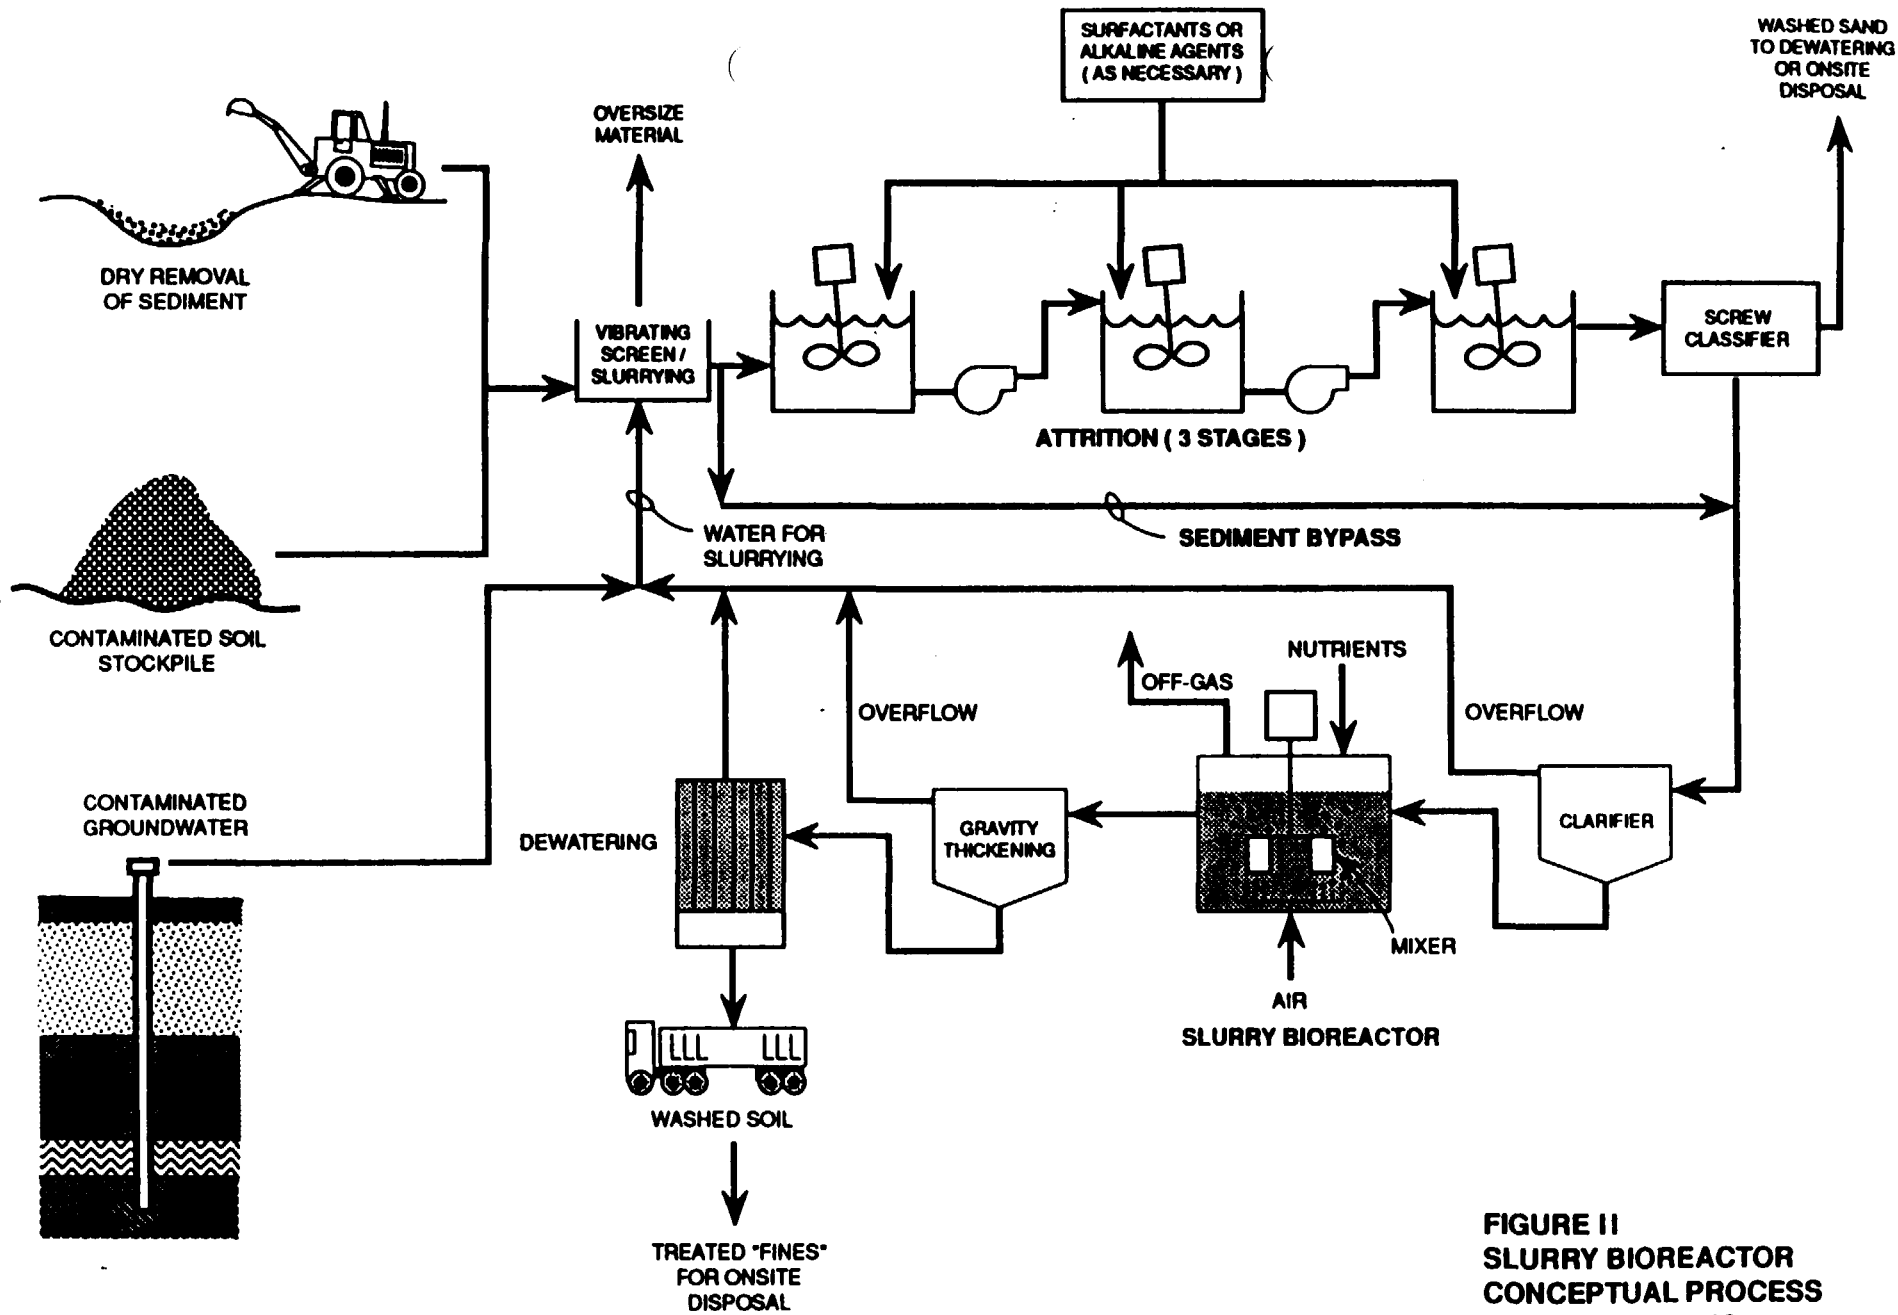 SURFACTANTS OR
ALKALINE AGENTS
( AS NECESSARY )
WASHED SAND
TO DEWATERING
OR ONSITE
DISPOSAL
OVERSIZE
MATERIAL
DRY REMOVAL
OF SEDIMENT
VIBRATING
SCREEN /
SLURRYING
SCREW
CLASSIFIER
ATTRITION ( 3 STAGES )
WATER FOR
SLURRYING
SEDIMENT BYPASS
CONTAMINATED SOIL
STOCKPILE
OFF-GAS
NUTRIENTS
OVERFLOW
OVERFLOW
CONTAMINATED
GROUNDWATER
DEWATERING
GRAVITY
THICKENING
CLARIFIER
MIXER
AIR
SLURRY BIOREACTOR
WASHED SOIL
TREATED "FINES"
FOR ONSITE
DISPOSAL
FIGURE II
SLURRY BIOREACTOR
CONCEPTUAL PROCESS